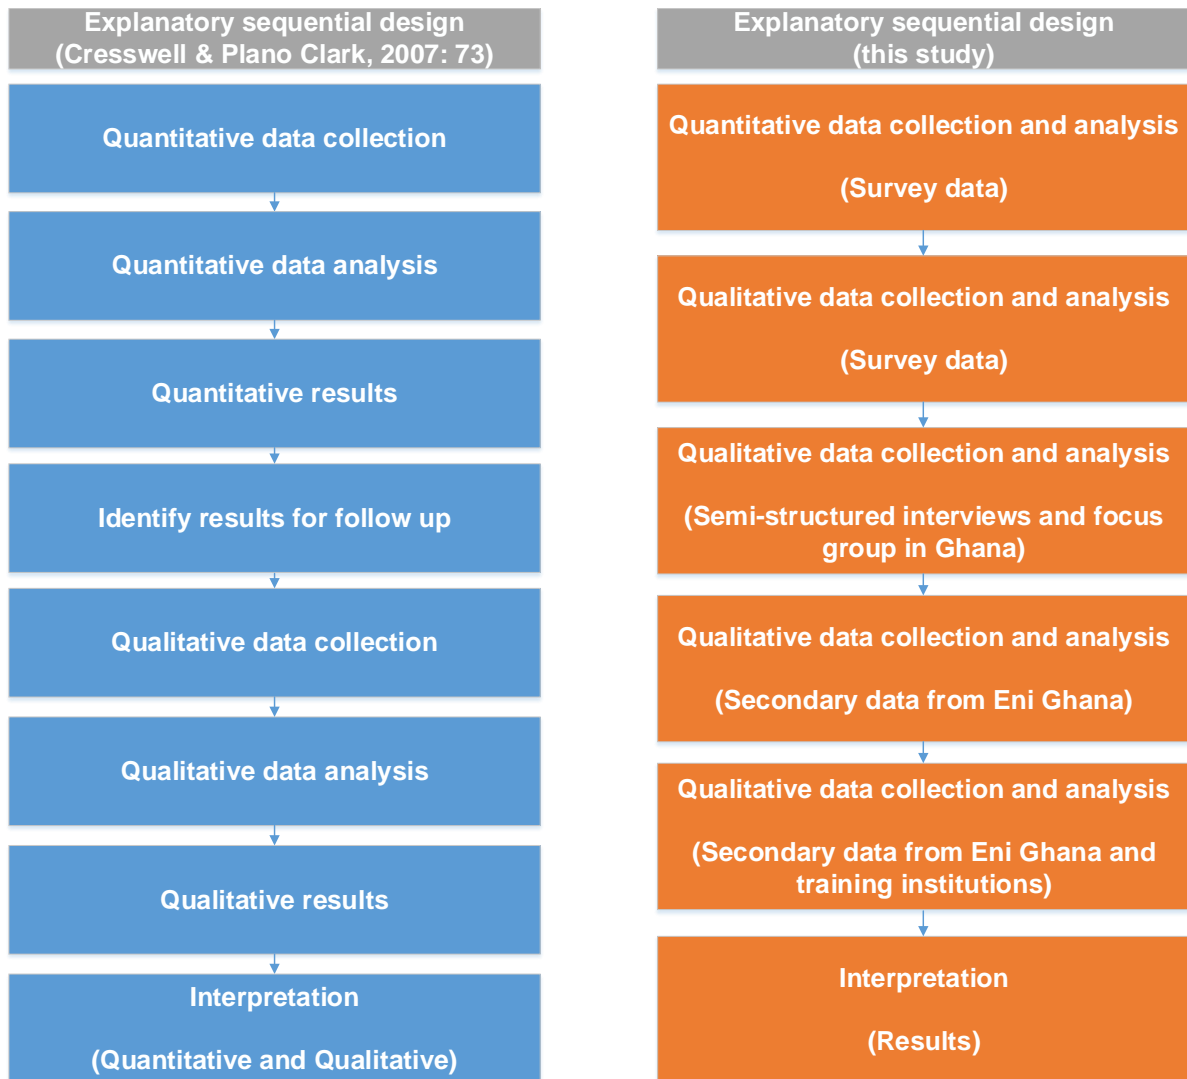 Explanatory sequential design
(Cresswell & Plano Clark, 2007: 73)
Quantitative data collection
Quantitative data analysis
Quantitative results
Identify results for follow up
Qualitative data collection
Qualitative data analysis
Qualitative results
Interpretation
(Quantitative and Qualitative)
Explanatory sequential design
(this study)
Quantitative data collection and analysis
(Survey data)
Qualitative data collection and analysis
(Survey data)
Qualitative data collection and analysis
(Semi-structured interviews and focus
group in Ghana)
Qualitative data collection and analysis
(Secondary data from Eni Ghana)
Qualitative data collection and analysis
(Secondary data from Eni Ghana and
training institutions)
Interpretation
(Results)